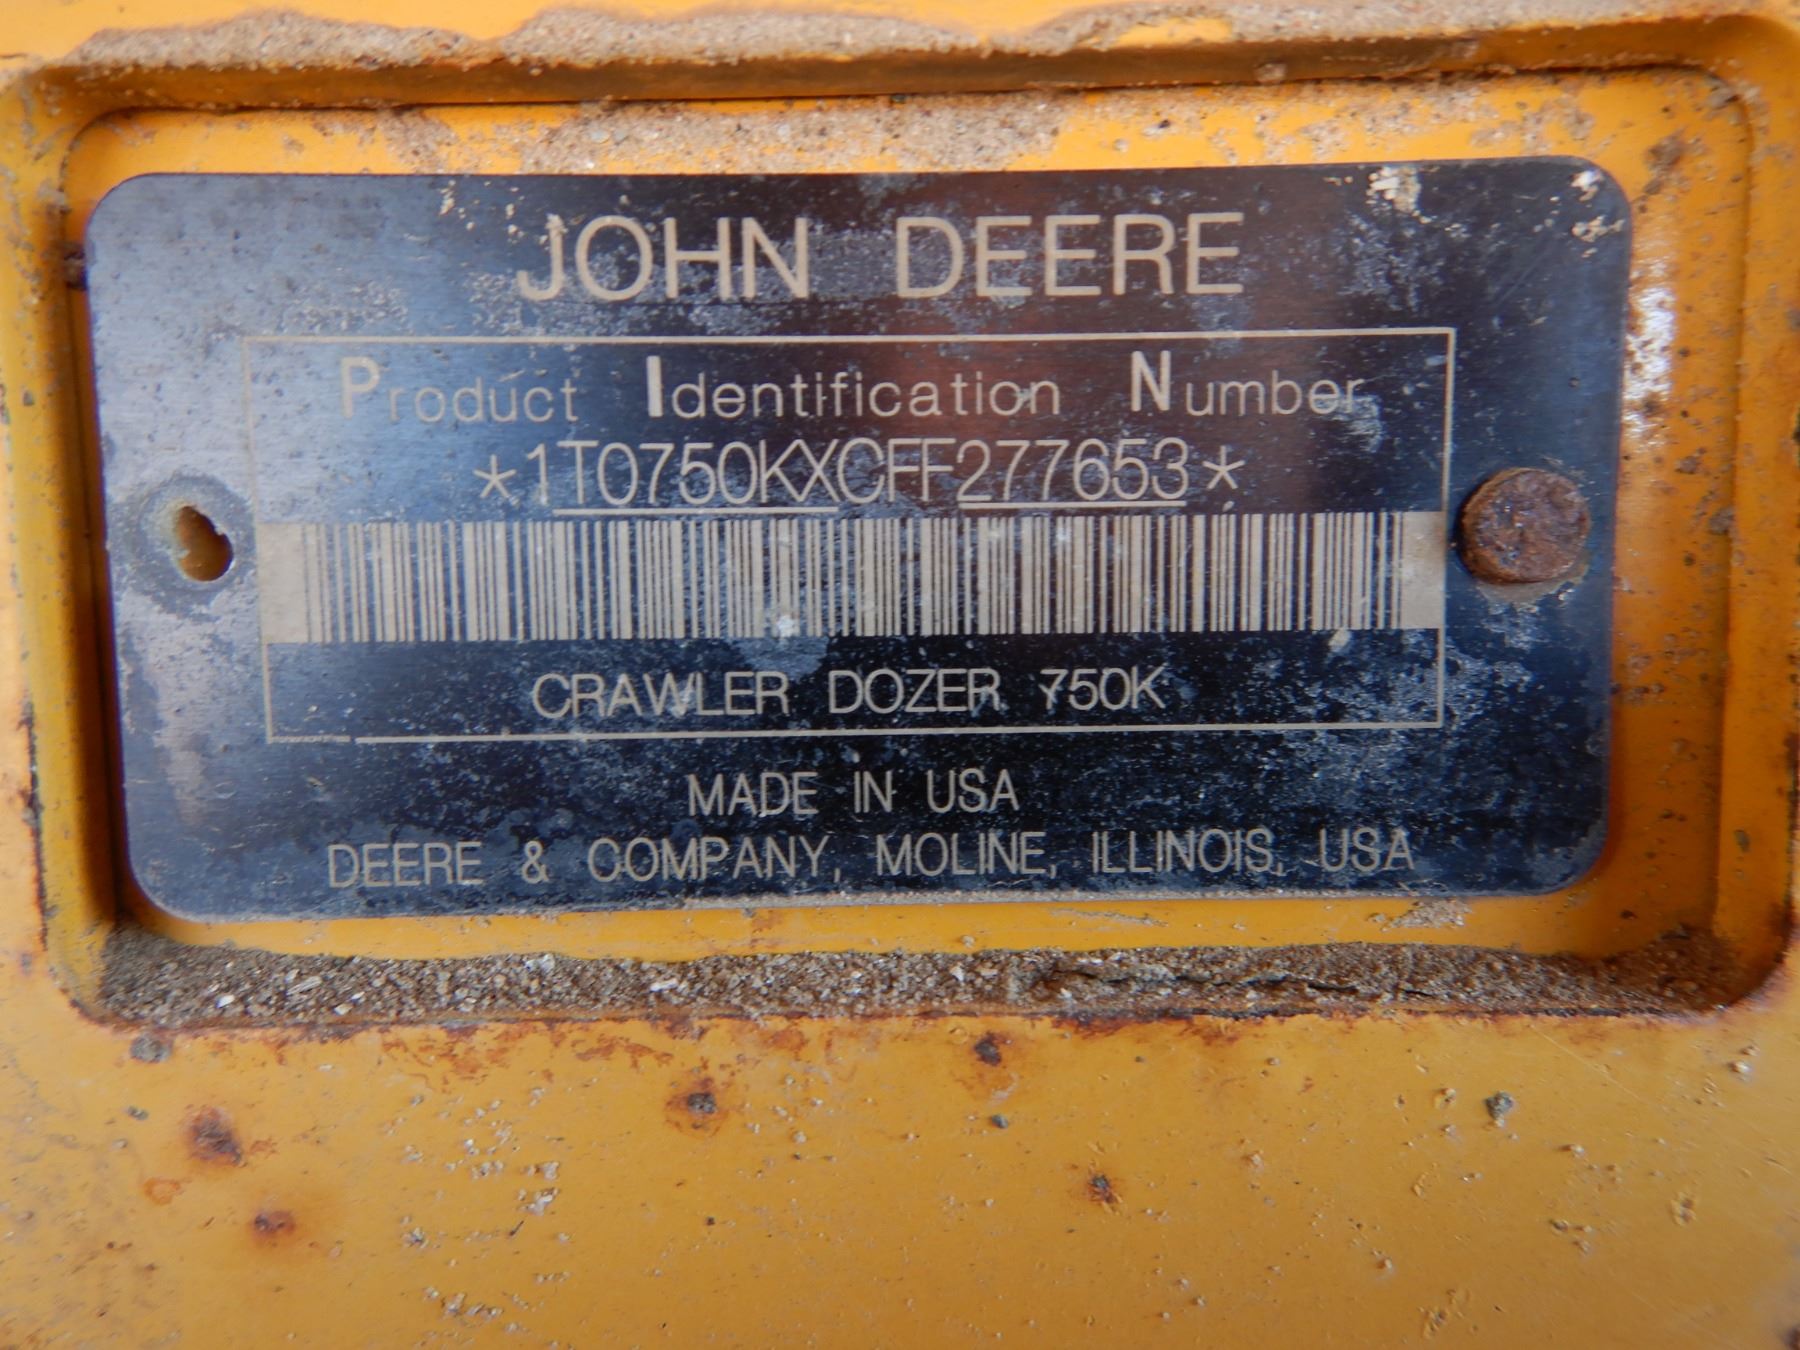 JOHN DEERE
Product Identification Number
*1T0750KXCFF277653*
CRAWLER DOZER 750K
MADE IN USA
DEERE & COMPANY, MOLINE, ILLINOIS, USA